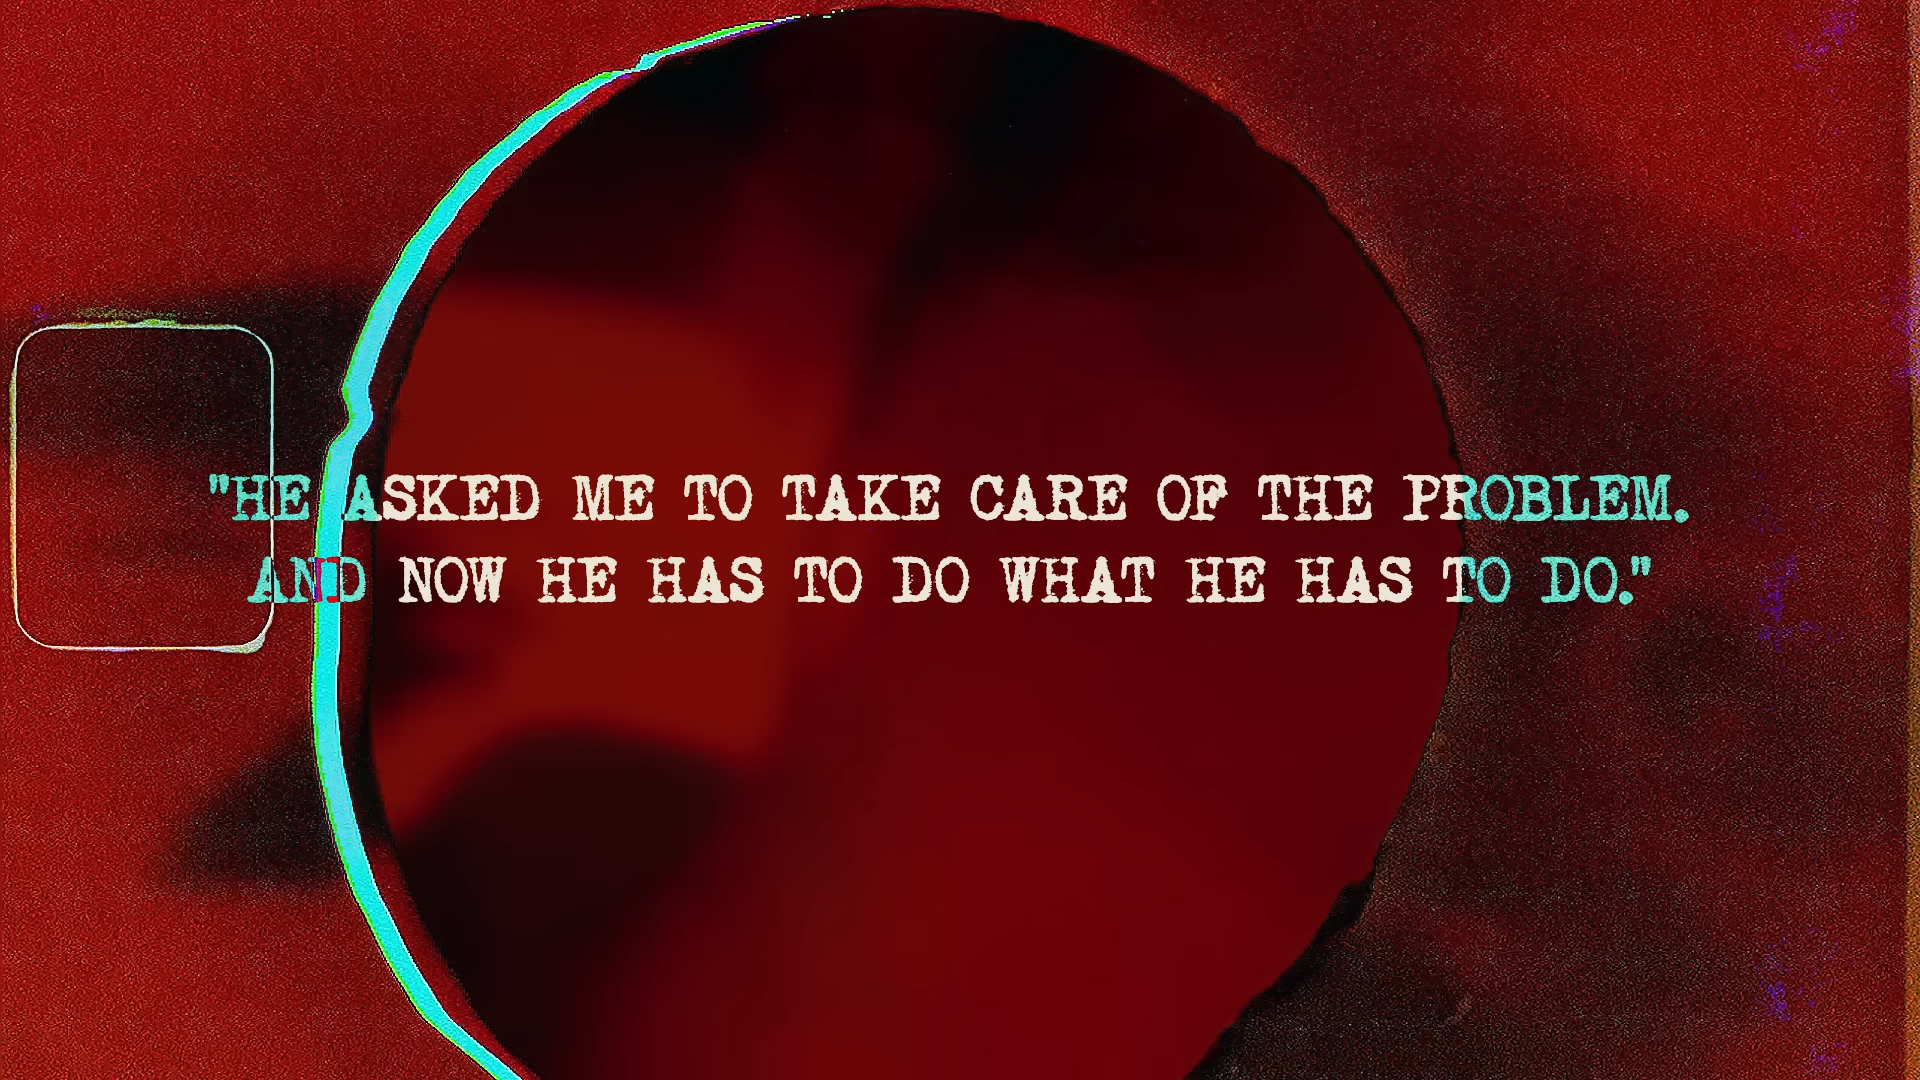 "HE ASKED ME TO TAKE CARE OF THE PROBLEM.
AND NOW HE HAS TO DO WHAT HE HAS TO DO."